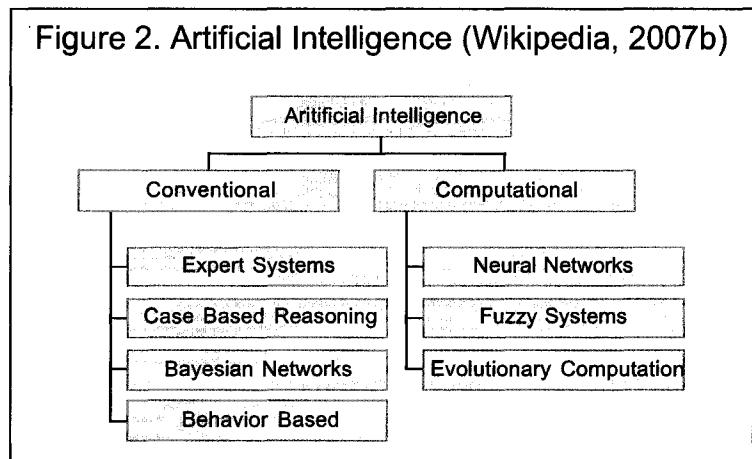 Figure 2. Artificial Intelligence (Wikipedia, 2007b)
Aritificial Intelligence
Conventional
Computational
Expert Systems
Case Based Reasoning
Bayesian Networks
Behavior Based
Neural Networks
Fuzzy Systems
Evolutionary Computation